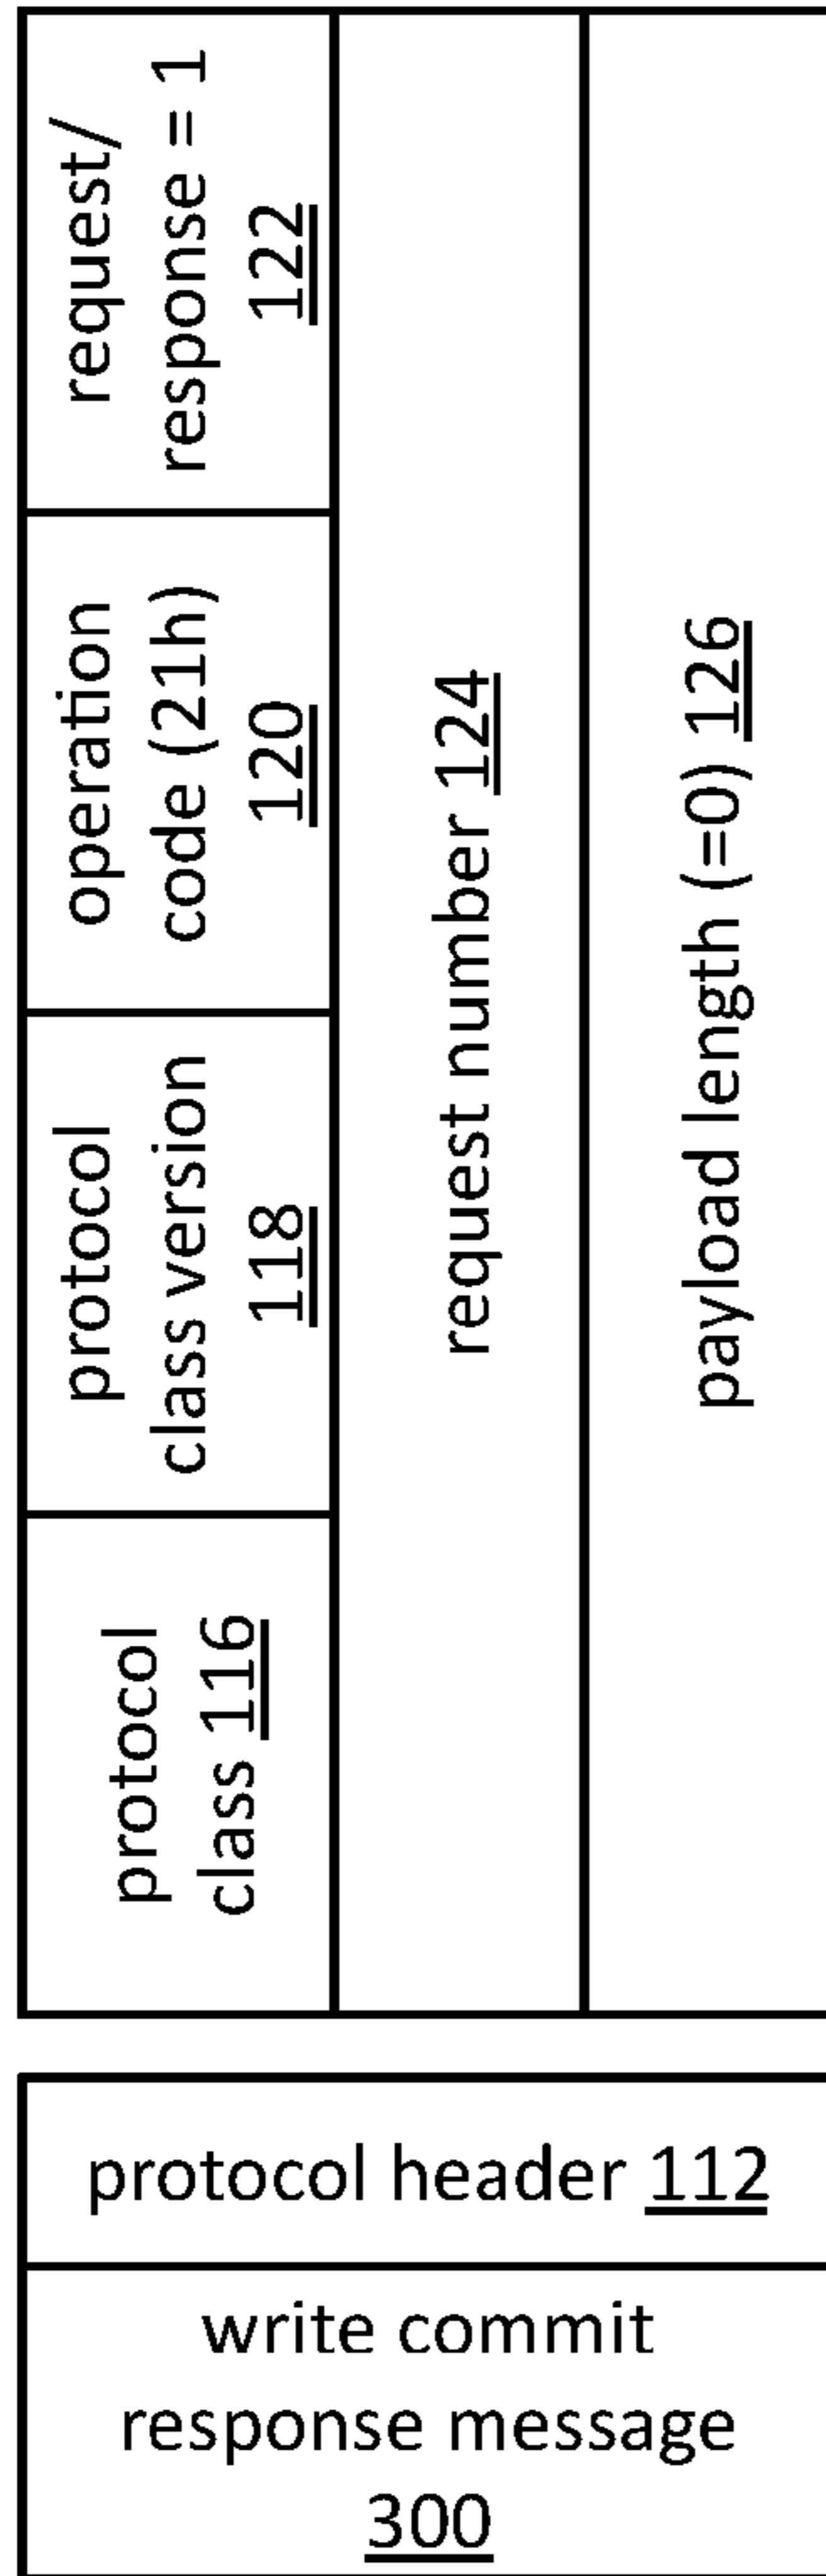 protocol
class 116
protocol
class version
118
operation
code (21h)
120
request/
response = 1
122
request number 124
payload length (=0) 126
protocol header 112
write commit
response message
300